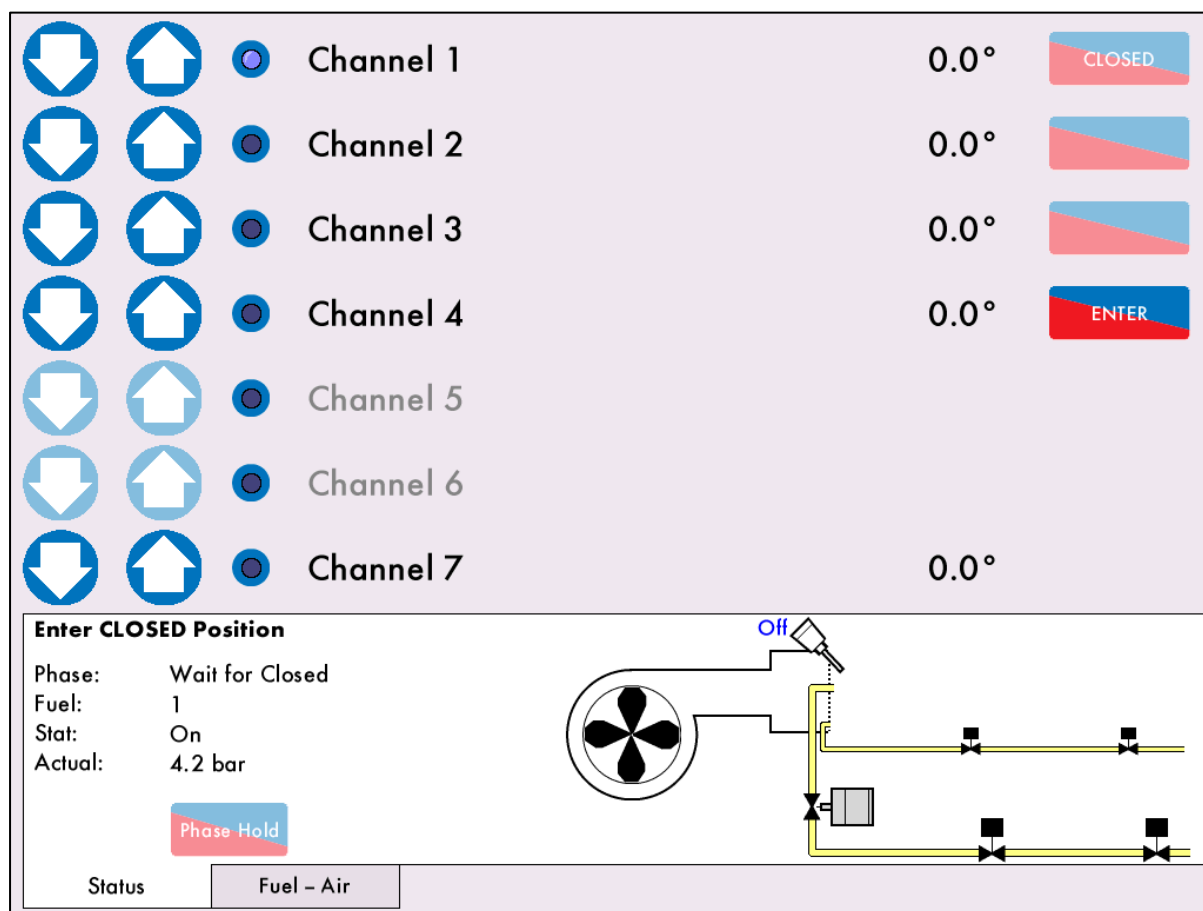 Channel 1 0.0° CLOSED
Channel 2 0.0°
Channel 3 0.0°
Channel 4 0.0° ENTER
Channel 5
Channel 6
Channel 7 0.0°
Enter CLOSED Position
Off
Phase: Wait for Closed
Fuel: 1
Stat: On
Actual: 4.2 bar
Phase Hold
Status Fuel – Air